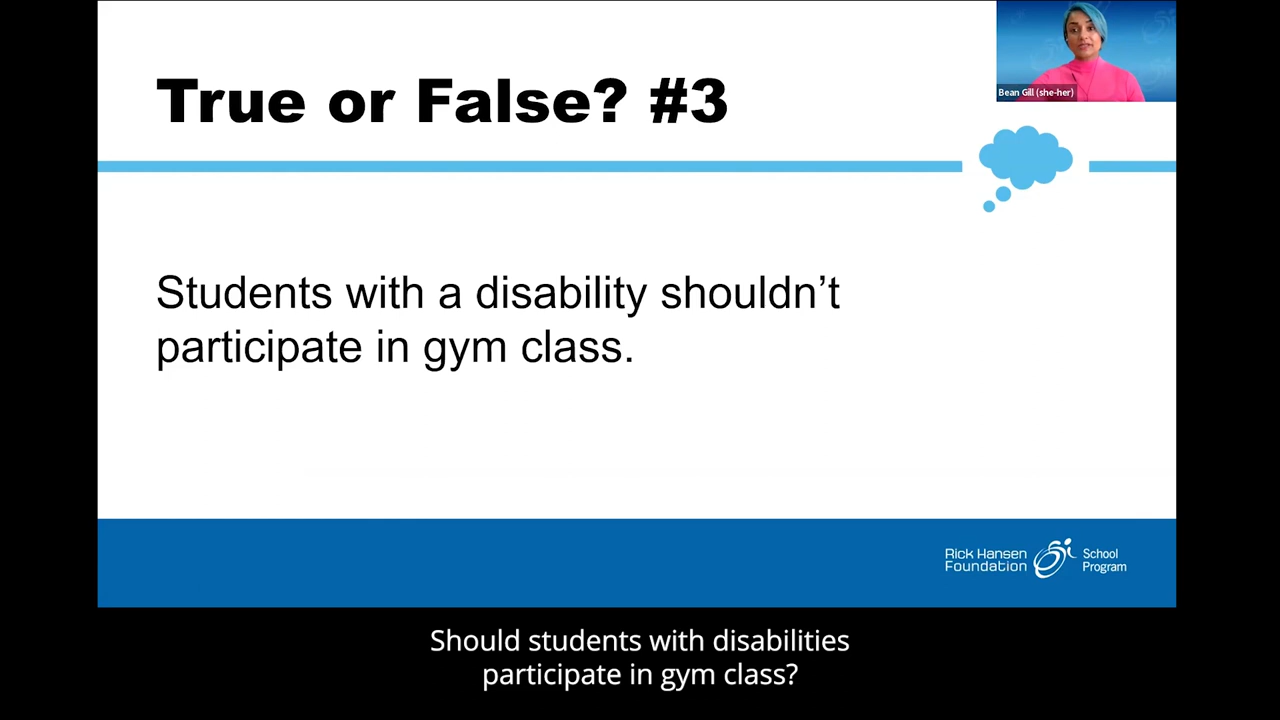 True or False? #3
Bean Gill (she-her)
Students with a disability shouldn’t
participate in gym class.
Rick Hansen
Foundation
School
Program
Should students with disabilities
participate in gym class?